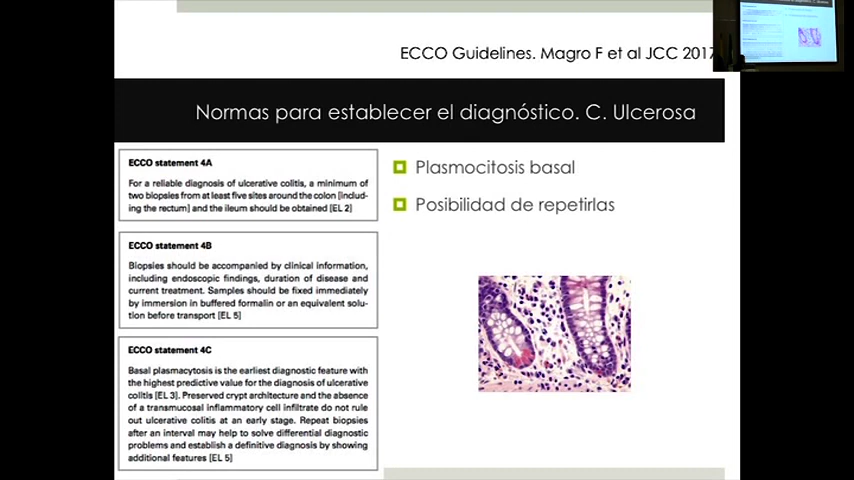 ECCO Guidelines. Magro F et al JCC 2017
Normas para establecer el diagnóstico. C. Ulcerosa
ECCO statement 4A
For a reliable diagnosis of ulcerative colitis, a minimum of
two biopsies from at least five sites around the colon [includ-
ing the rectum] and the ileum should be obtained [EL 2]
ECCO statement 4B
Biopsies should be accompanied by clinical information,
including endoscopic findings, duration of disease and
current treatment. Samples should be fixed immediately
by immersion in buffered formalin or an equivalent solu-
tion before transport [EL 5]
ECCO statement 4C
Basal plasmacytosis is the earliest diagnostic feature with
the highest predictive value for the diagnosis of ulcerative
colitis [EL 3]. Preserved crypt architecture and the absence
of a transmucosal inflammatory cell infiltrate do not rule
out ulcerative colitis at an early stage. Repeat biopsies
after an interval may help to solve differential diagnostic
problems and establish a definitive diagnosis by showing
additional features [EL 5]
Plasmocitosis basal
Posibilidad de repetirlas